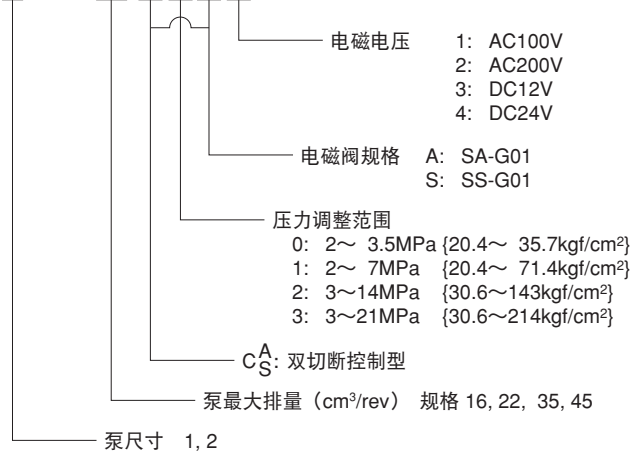 电磁电压 1: AC100V
2: AC200V
3: DC12V
4: DC24V
电磁阀规格 A: SA-G01
S: SS-G01
压力调整范围
0: 2～ 3.5MPa {20.4～ 35.7kgf/cm²}
1: 2～ 7MPa {20.4～ 71.4kgf/cm²}
2: 3～14MPa {30.6～143kgf/cm²}
3: 3～21MPa {30.6～214kgf/cm²}
C A S: 双切断控制型
泵最大排量（cm³/rev） 规格 16, 22, 35, 45
泵尺寸 1, 2